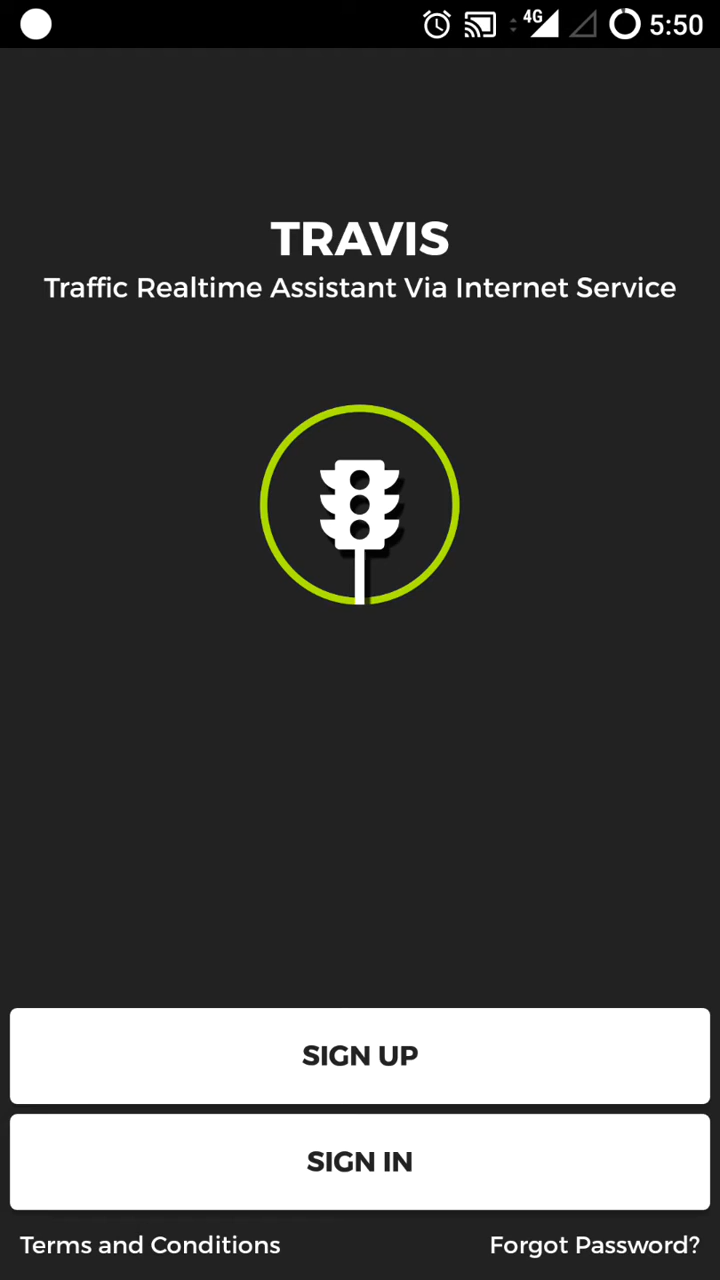 4G 5:50
TRAVIS
Traffic Realtime Assistant Via Internet Service
SIGN UP
SIGN IN
Terms and Conditions Forgot Password?